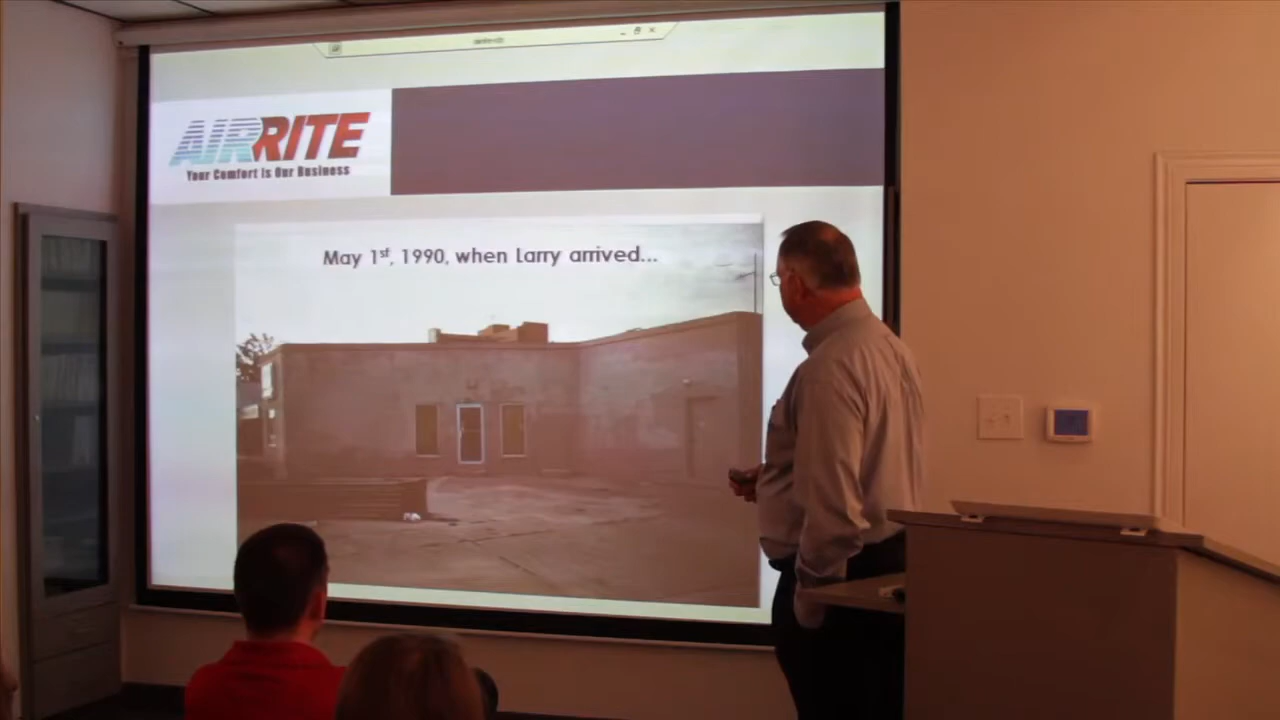 AIRRITE
Your Comfort Is Our Business
May 1st, 1990, when Larry arrived...